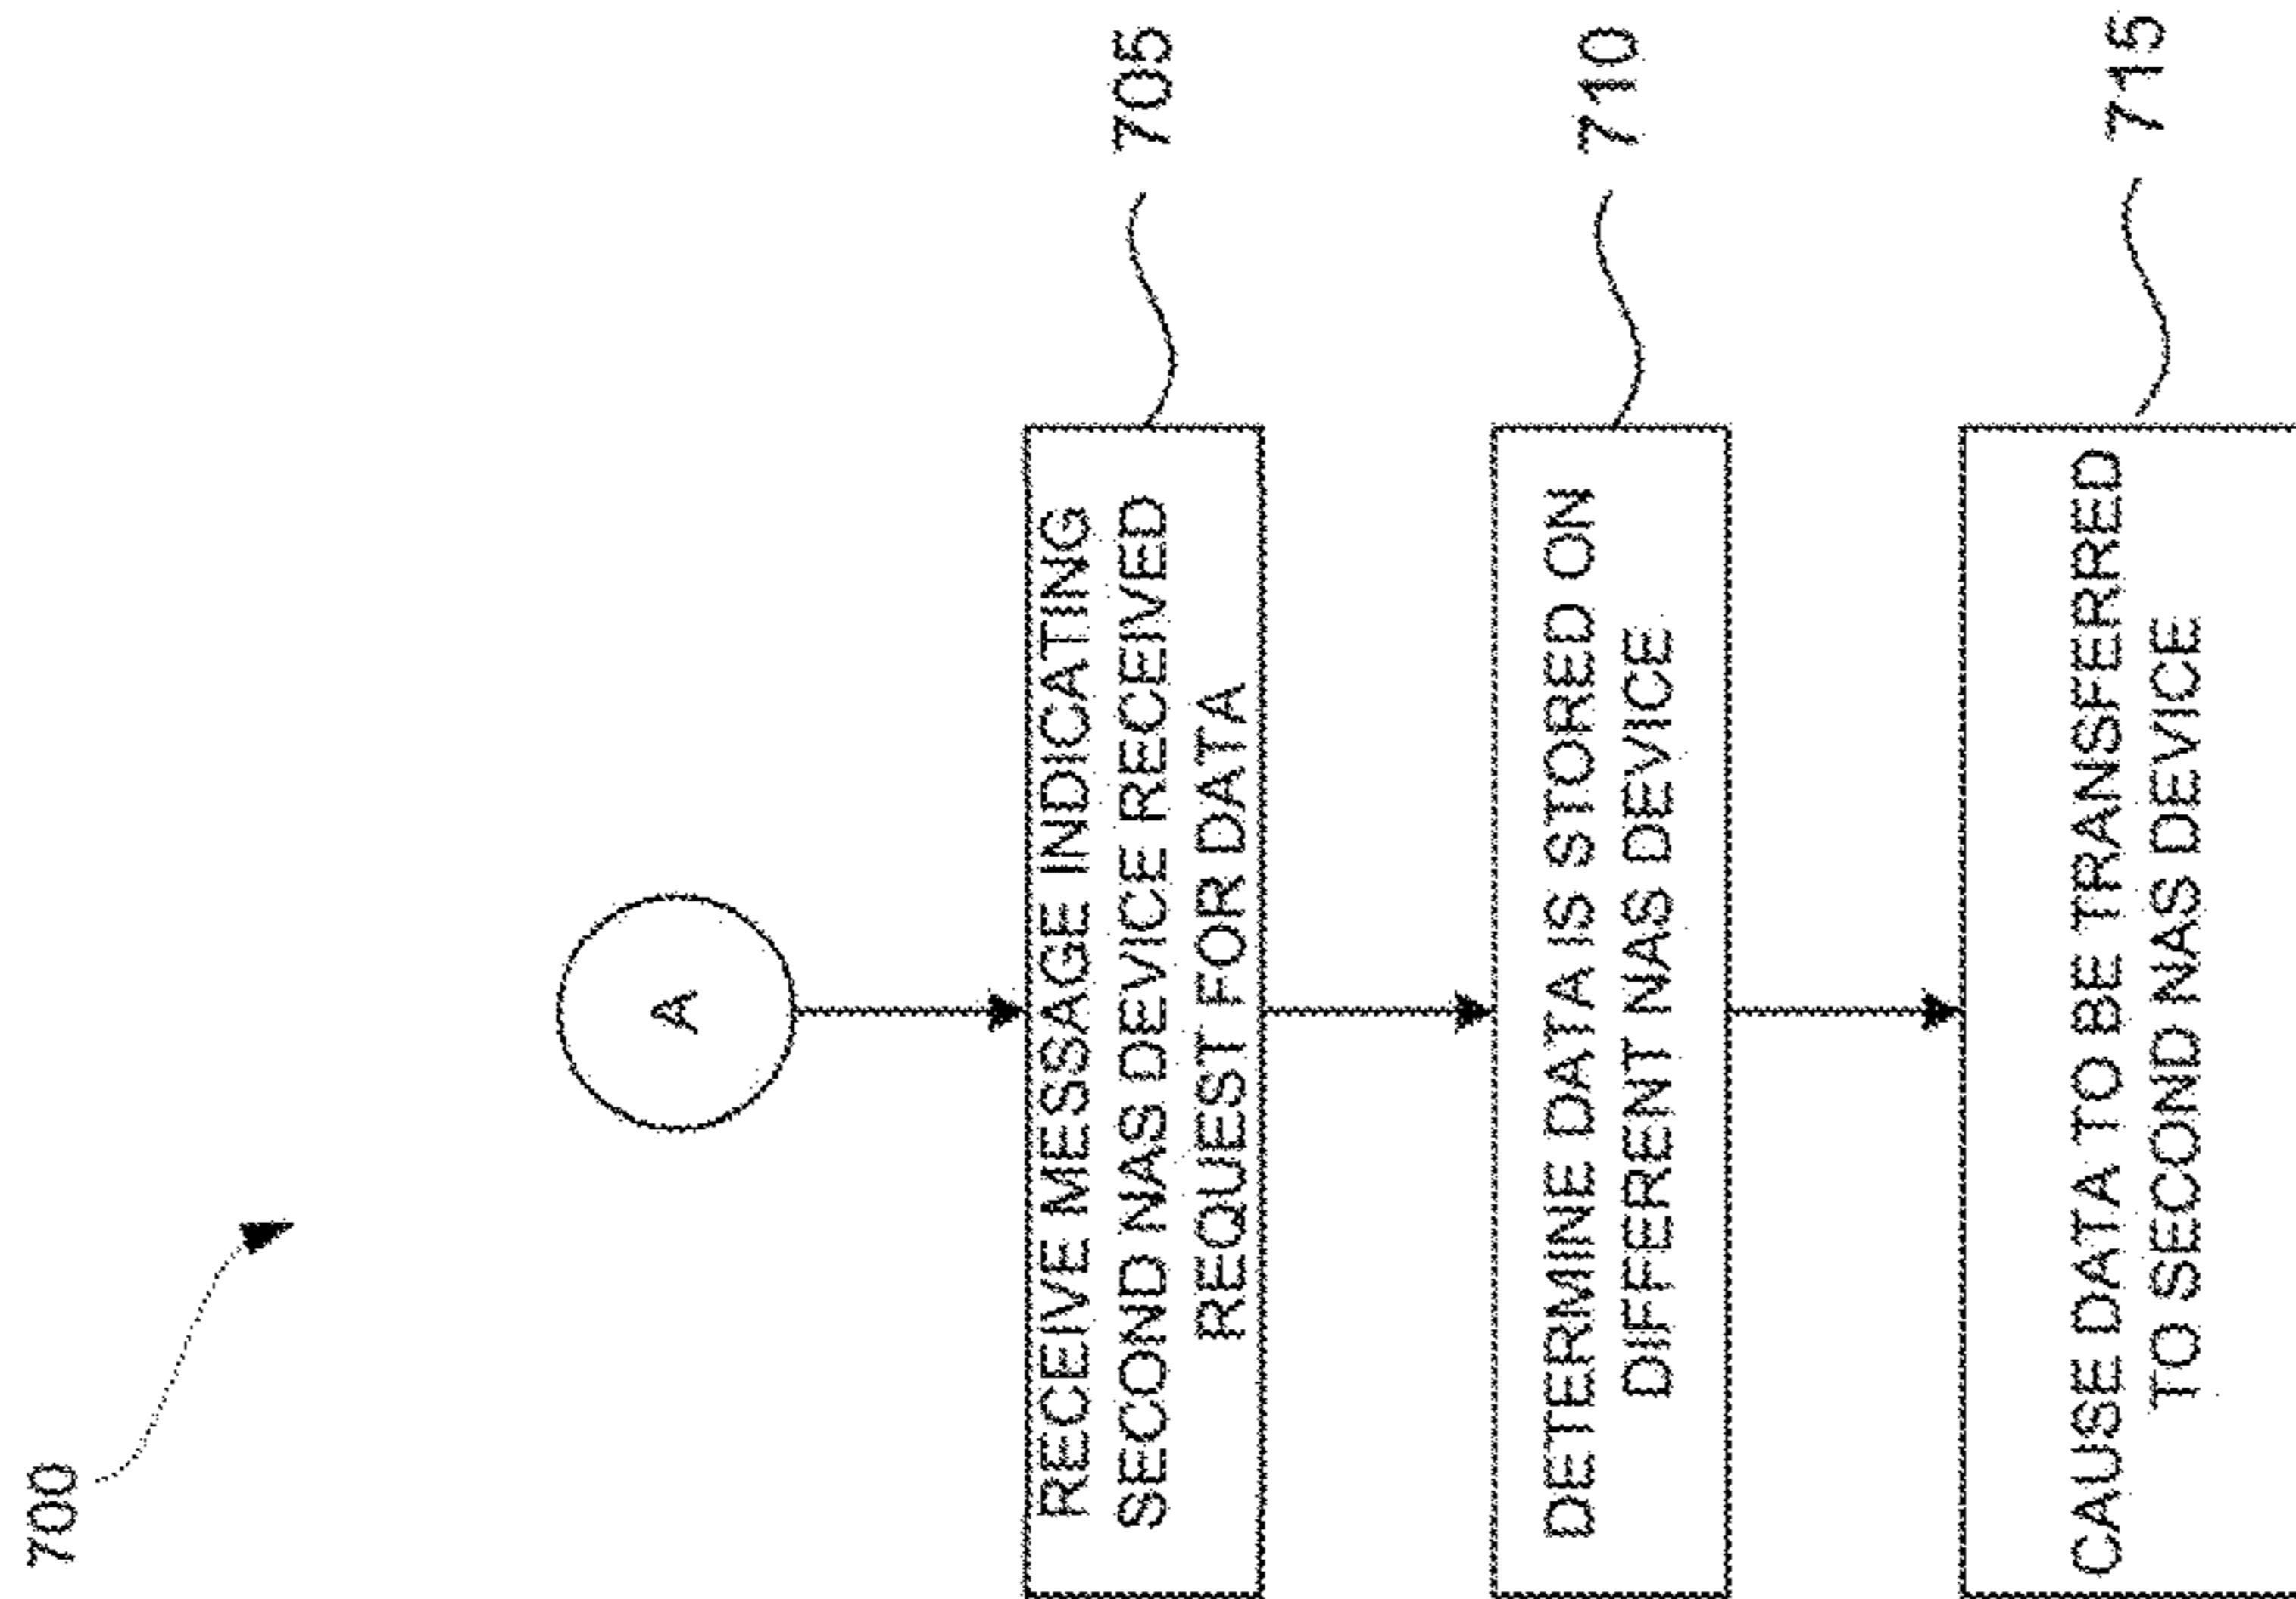 700
A
RECEIVE MESSAGE INDICATING
SECOND NAS DEVICE RECEIVED
REQUEST FOR DATA
705
DETERMINE DATA IS STORED ON
DIFFERENT NAS DEVICE
710
CAUSE DATA TO BE TRANSFERRED
TO SECOND NAS DEVICE
715